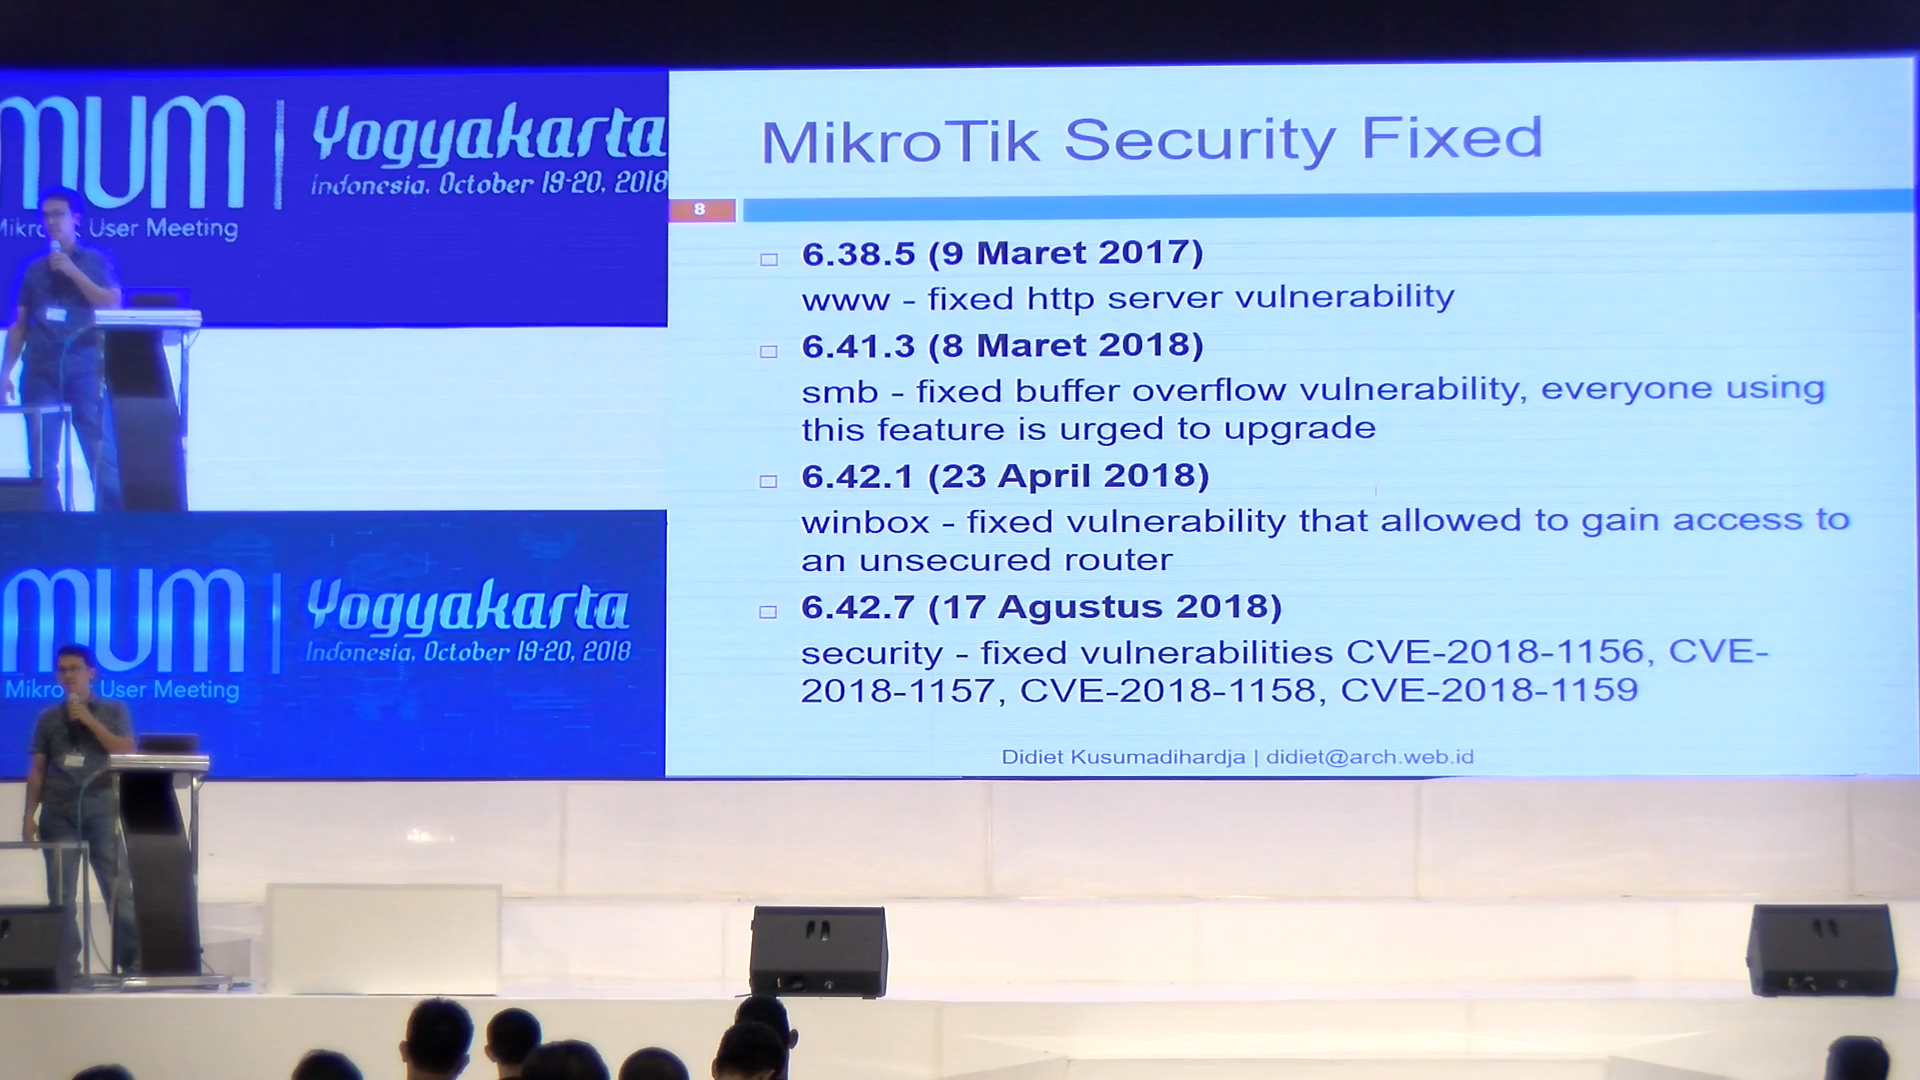 mum
Yogyakarta
Indonesia, October 19-20, 2018
User Meeting
MikroTik Security Fixed
8
6.38.5 (9 Maret 2017)
www - fixed http server vulnerability
6.41.3 (8 Maret 2018)
smb - fixed buffer overflow vulnerability, everyone using
this feature is urged to upgrade
6.42.1 (23 April 2018)
winbox - fixed vulnerability that allowed to gain access to
an unsecured router
6.42.7 (17 Agustus 2018)
security - fixed vulnerabilities CVE-2018-1156, CVE-
2018-1157, CVE-2018-1158, CVE-2018-1159
Didiet Kusumadihardja | didiet@arch.web.id
mum
Yogyakarta
Indonesia, October 19-20, 2018
User Meeting